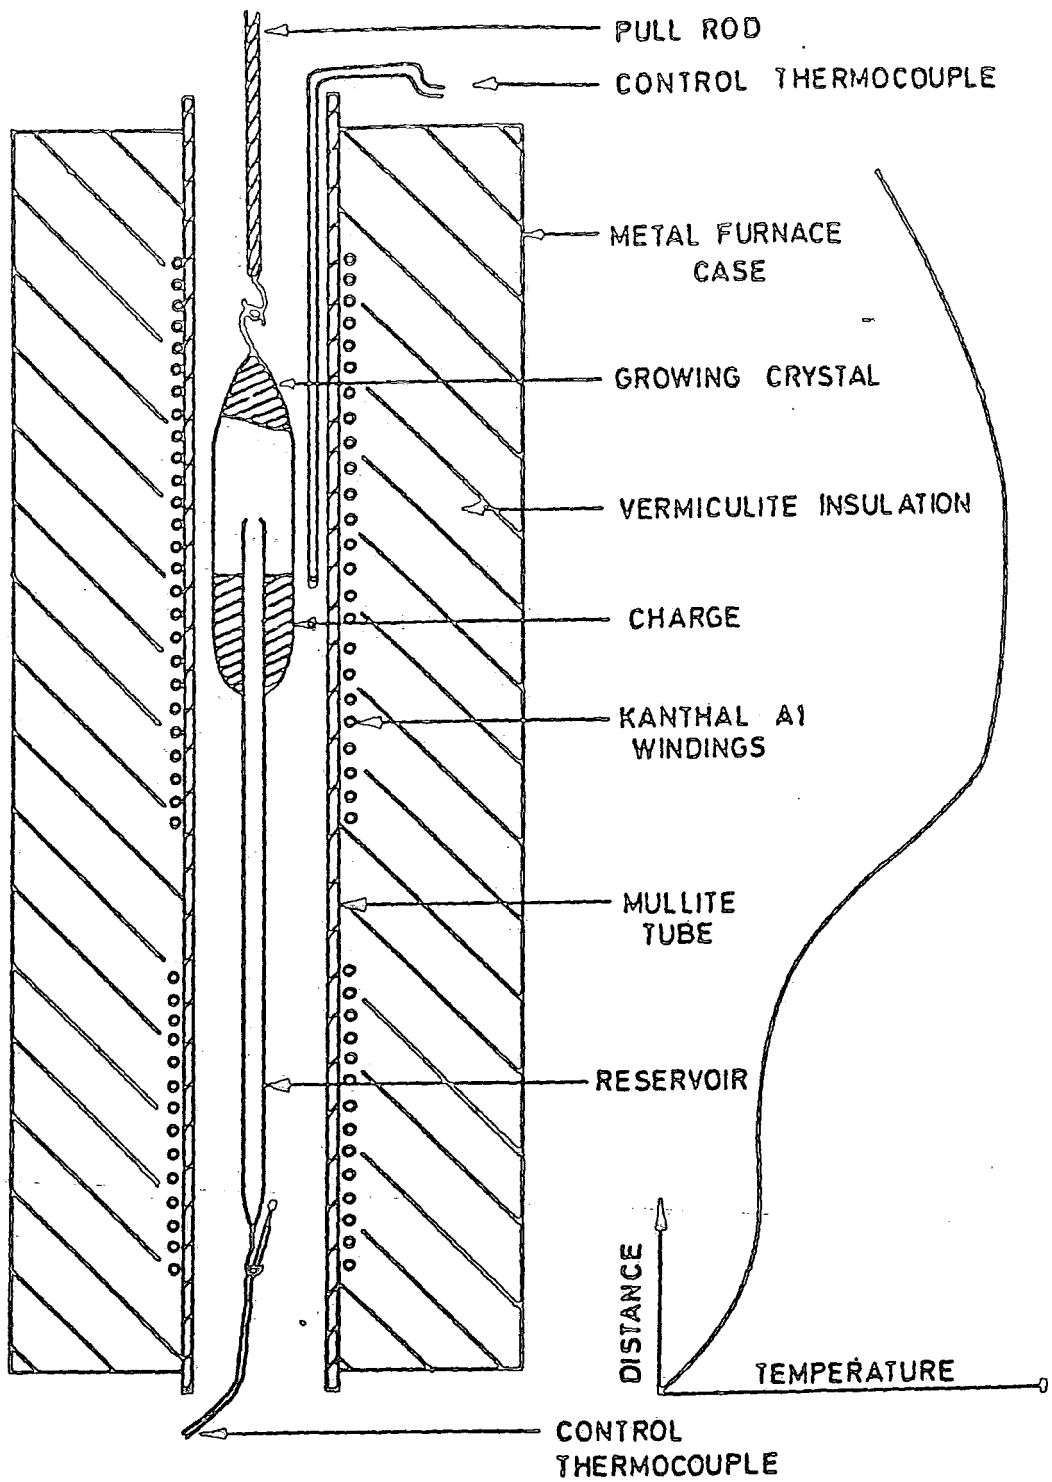 PULL ROD
CONTROL THERMOCOUPLE
METAL FURNACE
CASE
GROWING CRYSTAL
VERMICULITE INSULATION
CHARGE
KANTHAL A1
WINDINGS
MULLITE
TUBE
RESERVOIR
DISTANCE
TEMPERATURE
CONTROL
THERMOCOUPLE